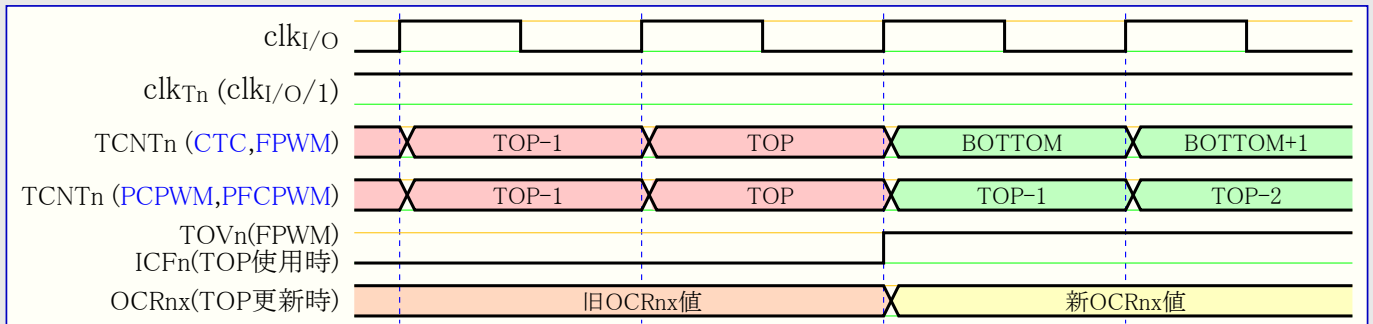 clkI/O
clkTn (clkI/O/1)
TCNTn (CTC,FPWM) TOP-1 TOP BOTTOM BOTTOM+1
TCNTn (PCPWM,PFCPWM) TOP-1 TOP TOP-1 TOP-2
TOVn(FPWM)
ICFn(TOP使用時)
OCRnx(TOP更新時) 旧OCRnx値 新OCRnx値